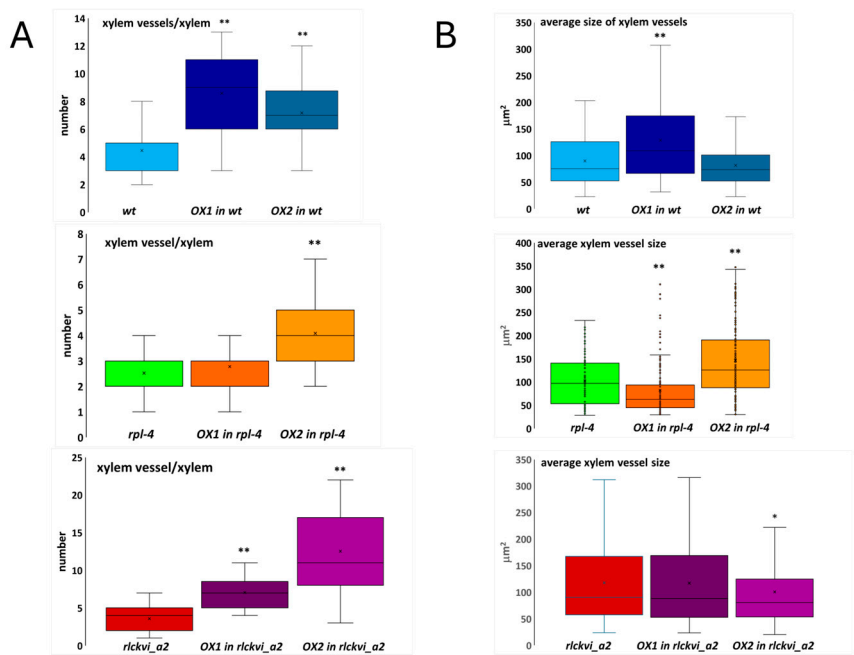 A
xylem vessels/xylem
**
**
14
12
10
8
6
4
2
0
number
wt
OX1 in wt
OX2 in wt
xylem vessel/xylem
**
8
7
6
5
4
3
2
1
0
number
rpl-4
OX1 in rpl-4
OX2 in rpl-4
xylem vessel/xylem
**
**
25
20
15
10
5
0
number
rlckvi_a2
OX1 in rlckvi_a2
OX2 in rlckvi_a2
B
average size of xylem vessels
**
350
300
250
200
150
100
50
0
µm²
wt
OX1 in wt
OX2 in wt
average xylem vessel size
**
**
400
350
300
250
200
150
100
50
0
µm²
rpl-4
OX1 in rpl-4
OX2 in rpl-4
average xylem vessel size
*
350
300
250
200
150
100
50
0
µm²
rlckvi_a2
OX1 in rlckvi_a2
OX2 in rlckvi_a2